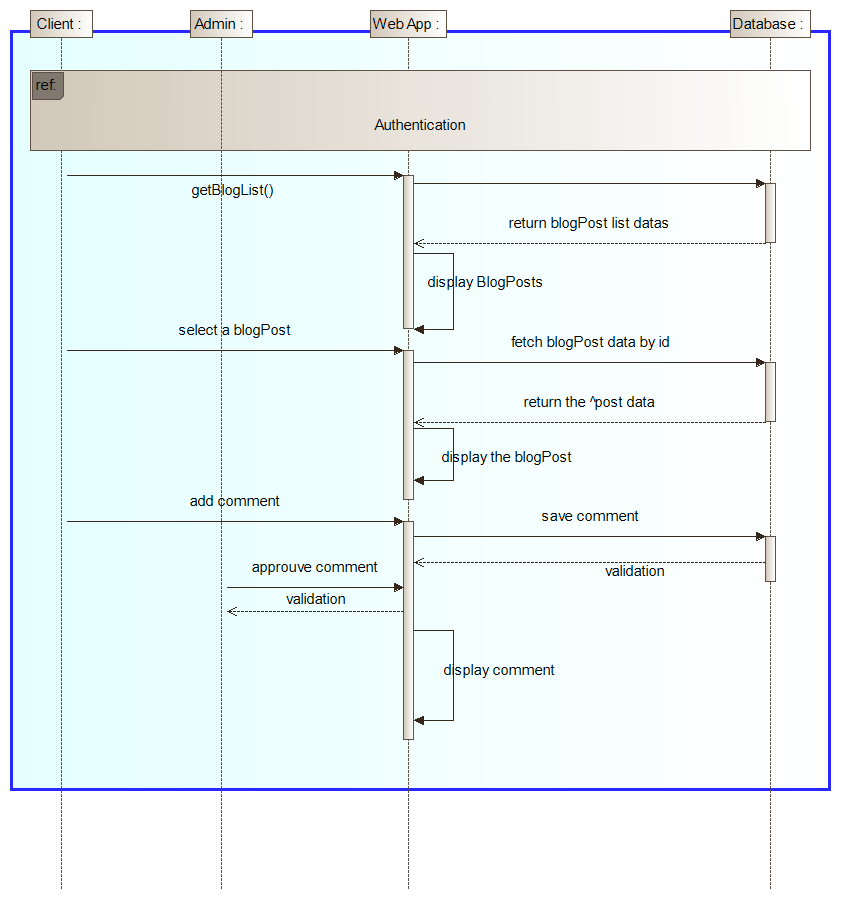 Client :
Admin :
Web App :
Database :
ref:
Authentication
getBlogList()
return blogPost list datas
display BlogPosts
select a blogPost
fetch blogPost data by id
return the ^post data
display the blogPost
add comment
save comment
validation
approuve comment
validation
display comment